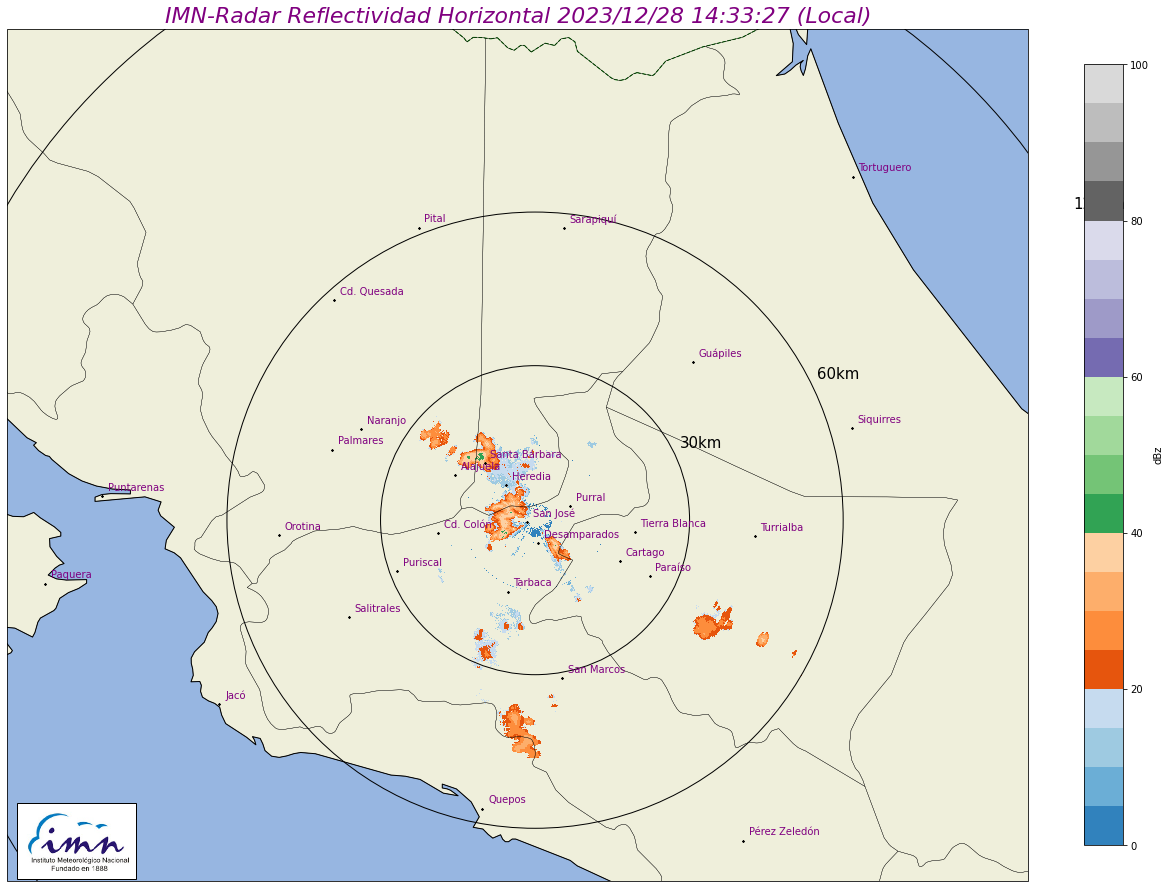 IMN-Radar Reflectividad Horizontal 2023/12/28 14:33:27 (Local)
100
80
60
40
20
0
dBz
Tortuguero
Pital
Sarapiquí
Cd. Quesada
Guápiles
60km
Siquirres
Naranjo
30km
Palmares
Santa Bárbara
Alajuela
Heredia
Puntarenas
Purral
San José
Orotina
Cd. Colón
Tierra Blanca
Turrialba
Desamparados
Cartago
Paquera
Puriscal
Paraíso
Tarbaca
Salitrales
San Marcos
Jacó
Quepos
Pérez Zeledón
imn
Instituto Meteorológico Nacional
Fundado en 1888